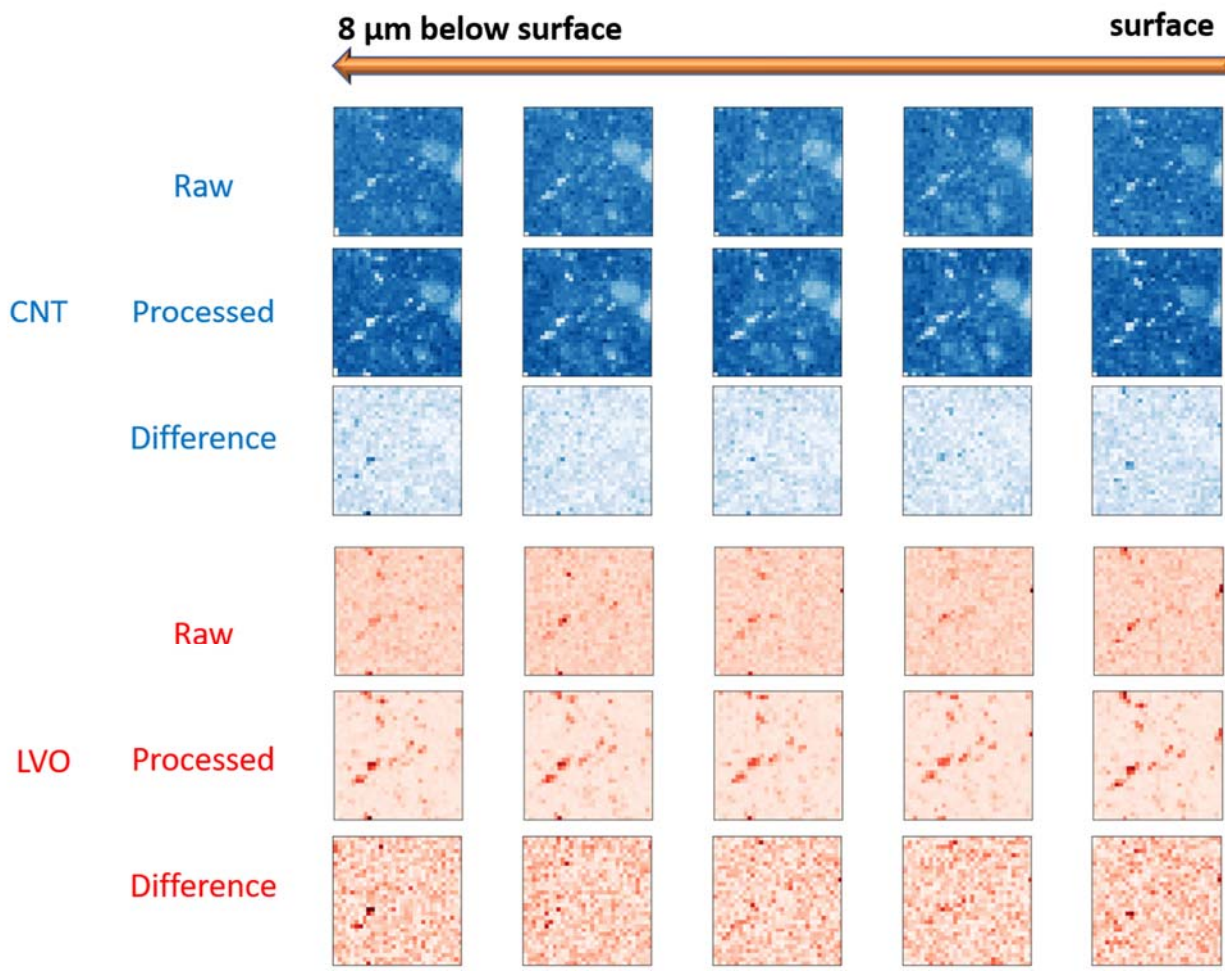 8 µm below surface
surface
Raw
CNT
Processed
Difference
Raw
LVO
Processed
Difference